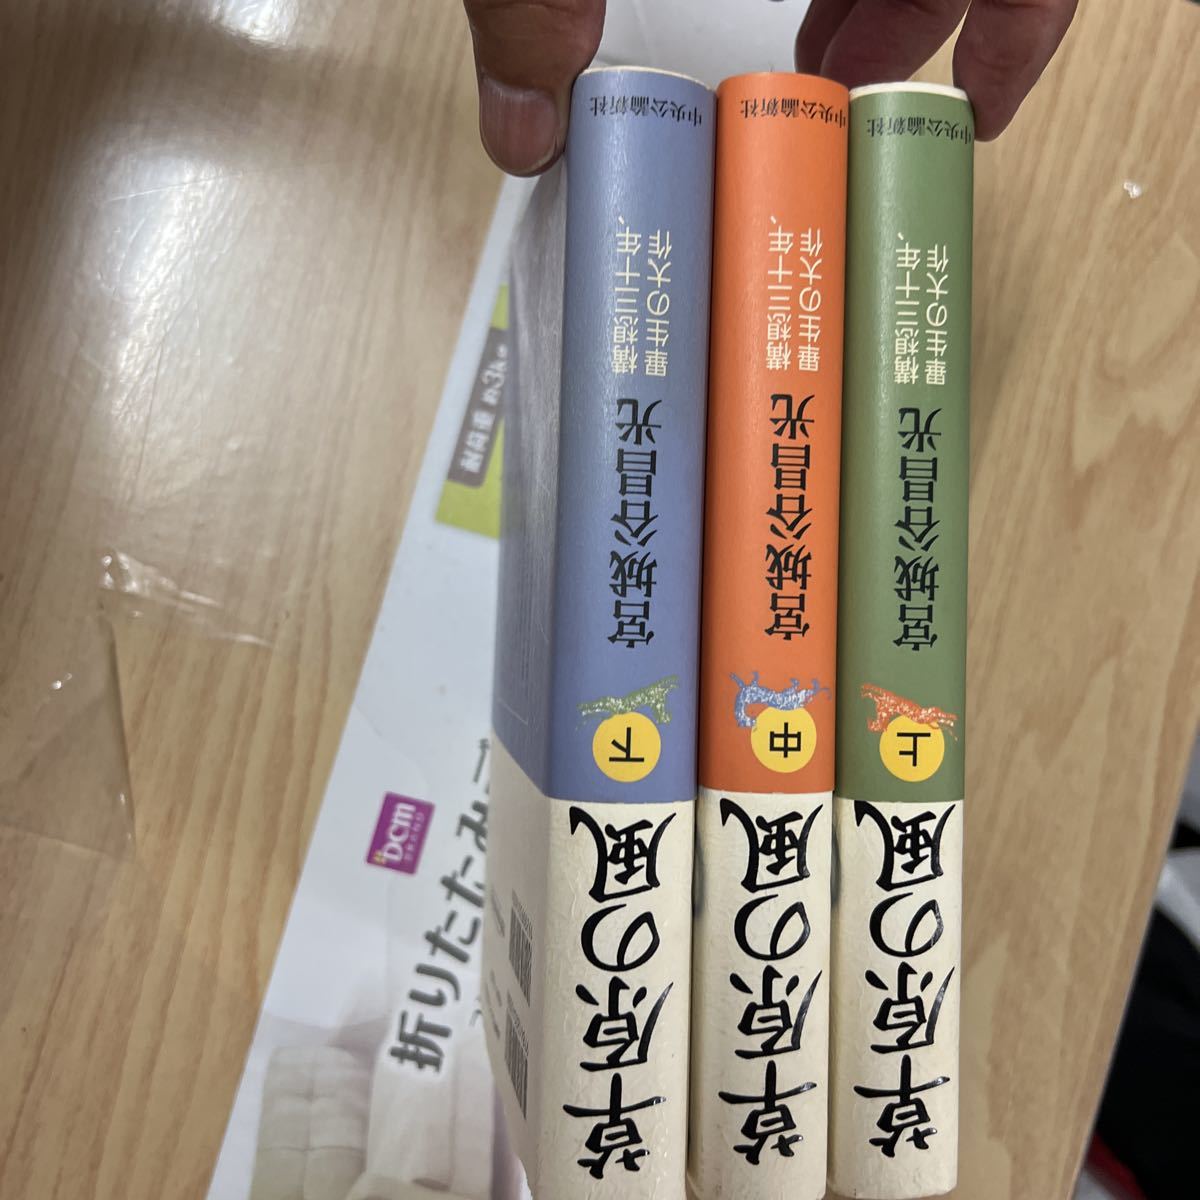 草原の風
上
宮城谷昌光
構想三十年、
畢生の大作
中央公論新社
草原の風
中
宮城谷昌光
構想三十年、
畢生の大作
中央公論新社
草原の風
下
宮城谷昌光
構想三十年、
畢生の大作
中央公論新社
DCM
折りたたみ